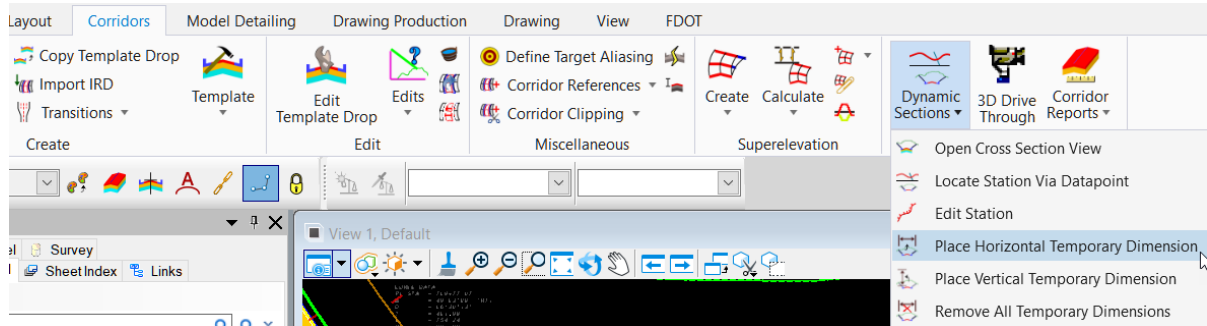 Layout Corridors Model Detailing Drawing Production Drawing View FDOT
Copy Template Drop
Import IRD
Transitions
Template
Create
Edit
Template Drop
Edits
Edit
Define Target Aliasing
Corridor References
Corridor Clipping
Miscellaneous
Create
Calculate
Superelevation
Dynamic
Sections
3D Drive
Through
Corridor
Reports
Open Cross Section View
Locate Station Via Datapoint
Edit Station
Place Horizontal Temporary Dimension
Place Vertical Temporary Dimension
Remove All Temporary Dimensions
Survey
Sheet Index Links
View 1, Default
CURVE DATA